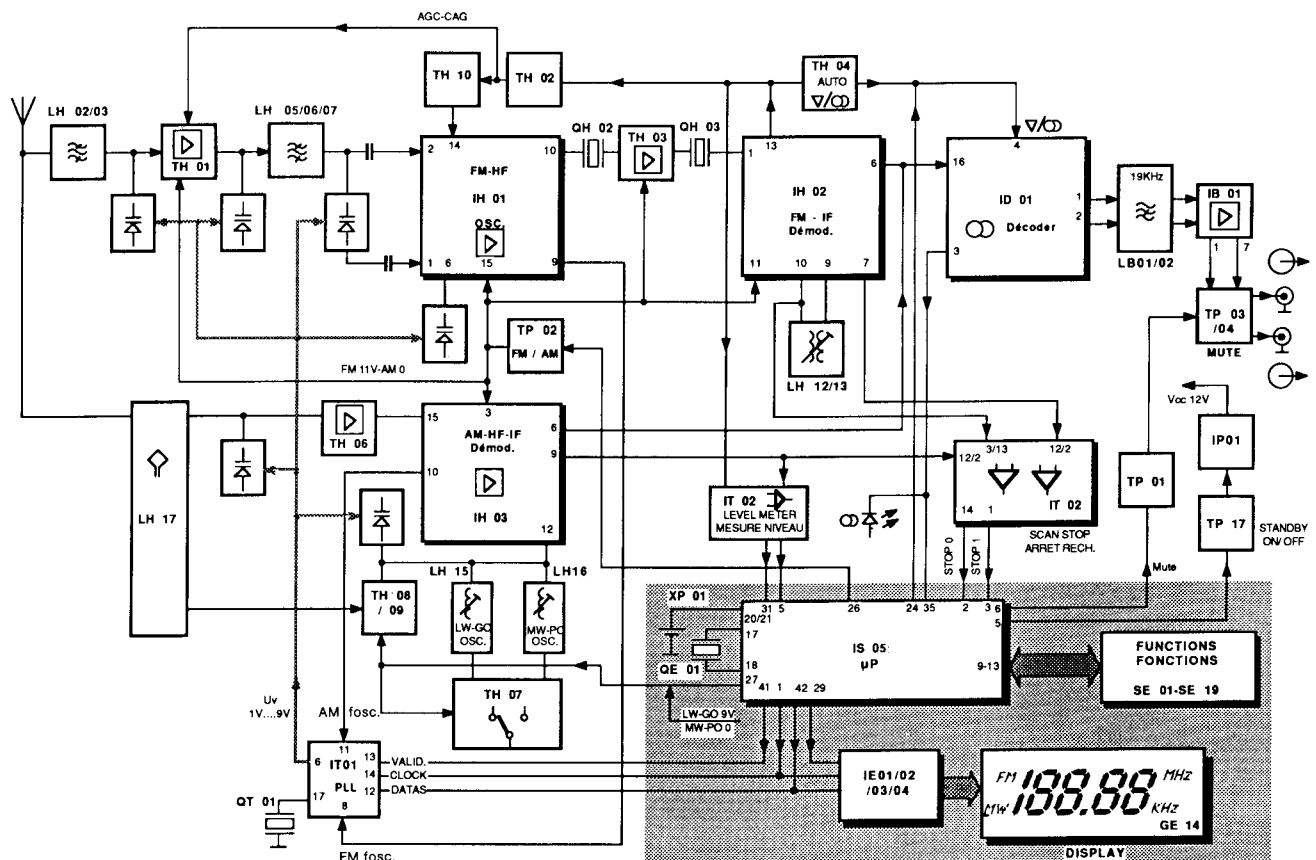 AGC-CAG
TH 10
TH 02
TH 04
AUTO
∇/
LH 02/03
LH 05/06/07
TH 01
QH 02
TH 03
QH 03
2
14
10
FM-HF
IH 01
OSC.
1
6
15
9
1
13
6
IH 02
FM - IF
Démod.
11
10
9
7
∇/
4
16
ID 01
Décoder
1
2
3
19KHz
LB01/02
IB 01
1
7
TP 03
/04
MUTE
TP 02
FM / AM
FM 11V-AM 0
LH 12/13
Vcc 12V
IP01
TP 01
TP 17
STANDBY
ON/OFF
Mute
LH 17
TH 06
15
3
6
AM-HF-IF
Démod.
9
10
IH 03
12
12/2
3/13
12/2
IT 02
14
1
SCAN STOP
ARRET RECH.
STOP 0
STOP 1
IT 02
LEVEL METER
MESURE NIVEAU
LH 15
LH16
TH 08
/ 09
LW-GO
OSC.
MW-PO
OSC.
TH 07
XP 01
QE 01
31
5
26
24
35
2
3
6
20/21
5
17
IS 05
µP
9-13
18
27
41
1
42
29
FUNCTIONS
FONCTIONS
SE 01-SE 19
LW-GO 9V
MW-PO 0
Uv
1V....9V
AM fosc.
11
6
IT01
13
14
17
PLL
12
8
QT 01
VALID.
CLOCK
DATAS
FM fosc.
IE01/02
/03/04
FM
188.88
MHz
MW
KHz
GE 14
DISPLAY